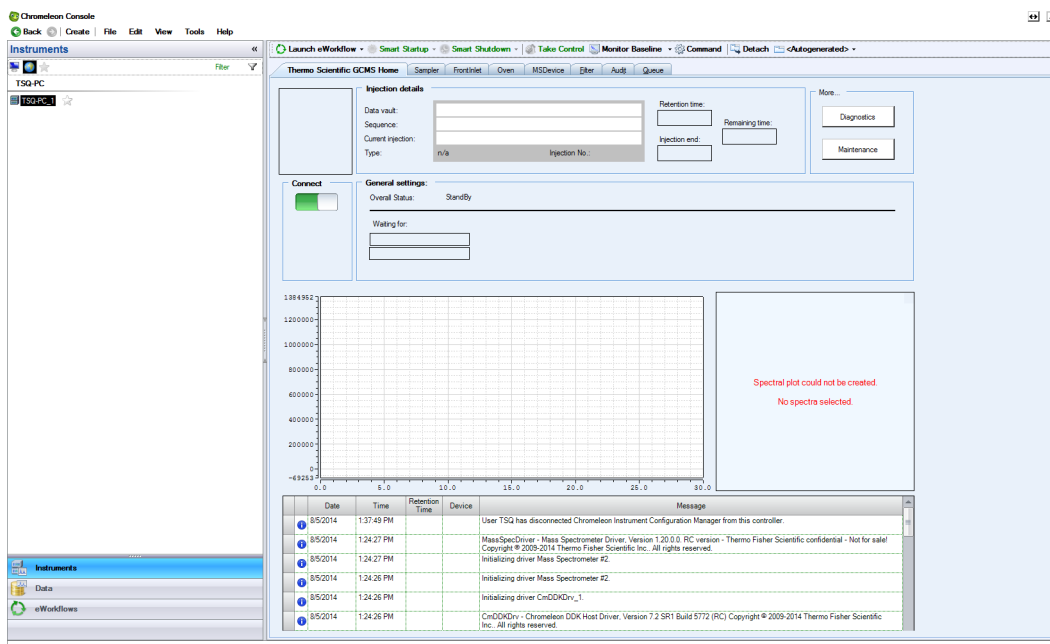 Chromeleon Console
Back Create File Edit View Tools Help
Instruments «
Filter
TSQ-PC
TSQ-PC_1
Launch eWorkflow Smart Startup Smart Shutdown Take Control Monitor Baseline Command Detach <Autogenerated>
Thermo Scientific GCMS Home Sampler FrontInlet Oven MSDevice Filter Audit Queue
Injection details
Data vault:
Sequence:
Current injection:
Type: n/a Injection No.:
Retention time:
Remaining time:
Injection end:
More...
Diagnostics
Maintenance
Connect
General settings:
Overall Status: StandBy
Waiting for:
1384952
1200000
1000000
800000
600000
400000
200000
0
-69253
0.0 5.0 10.0 15.0 20.0 25.0 30.0
Spectral plot could not be created.
No spectra selected.
Date Time Retention Time Device Message
8/5/2014 1:37:49 PM User TSQ has disconnected Chromeleon Instrument Configuration Manager from this controller.
8/5/2014 1:24:27 PM MassSpecDriver - Mass Spectrometer Driver, Version 1.20.0.0. RC version - Thermo Fisher Scientific confidential - Not for sale!
Copyright © 2009-2014 Thermo Fisher Scientific Inc.. All rights reserved.
8/5/2014 1:24:27 PM Initializing driver Mass Spectrometer #2.
8/5/2014 1:24:26 PM Initializing driver Mass Spectrometer #2.
8/5/2014 1:24:26 PM Initializing driver CmDDKDrv_1.
8/5/2014 1:24:26 PM CmDDKDrv - Chromeleon DDK Host Driver, Version 7.2 SR1 Build 5772 (RC) Copyright © 2009-2014 Thermo Fisher Scientific
Inc.. All rights reserved.
Instruments
Data
eWorkflows